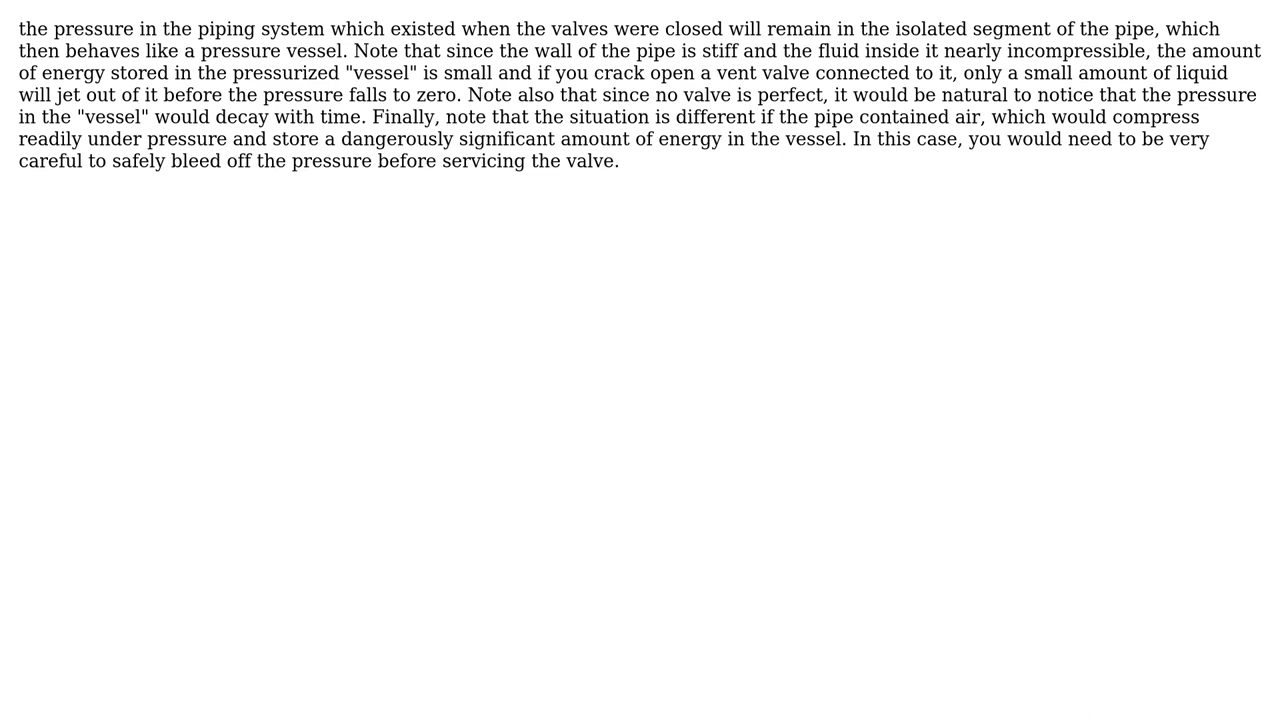 the pressure in the piping system which existed when the valves were closed will remain in the isolated segment of the pipe, which
then behaves like a pressure vessel. Note that since the wall of the pipe is stiff and the fluid inside it nearly incompressible, the amount
of energy stored in the pressurized "vessel" is small and if you crack open a vent valve connected to it, only a small amount of liquid
will jet out of it before the pressure falls to zero. Note also that since no valve is perfect, it would be natural to notice that the pressure
in the "vessel" would decay with time. Finally, note that the situation is different if the pipe contained air, which would compress
readily under pressure and store a dangerously significant amount of energy in the vessel. In this case, you would need to be very
careful to safely bleed off the pressure before servicing the valve.